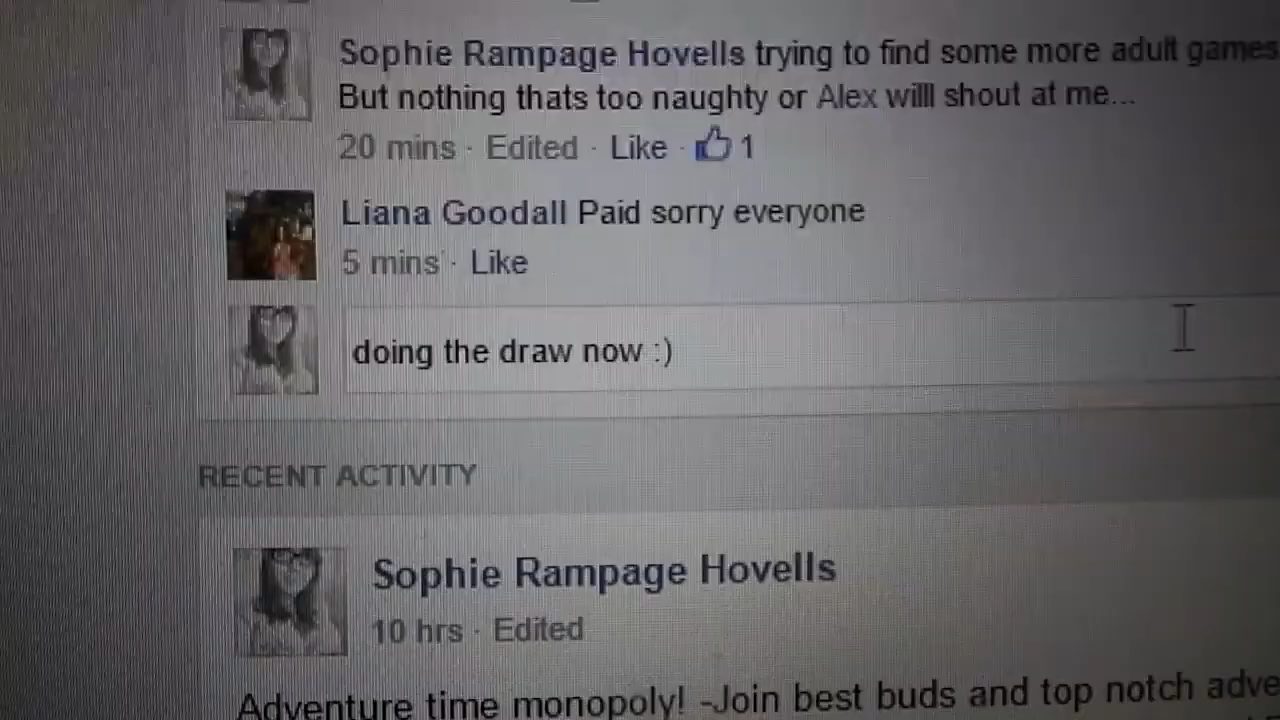 Sophie Rampage Hovells trying to find some more adult games
But nothing thats too naughty or Alex willl shout at me...
20 mins · Edited · Like · 1
Liana Goodall Paid sorry everyone
5 mins · Like
doing the draw now :)
RECENT ACTIVITY
Sophie Rampage Hovells
10 hrs · Edited
Adventure time monopoly! -Join best buds and top notch adve